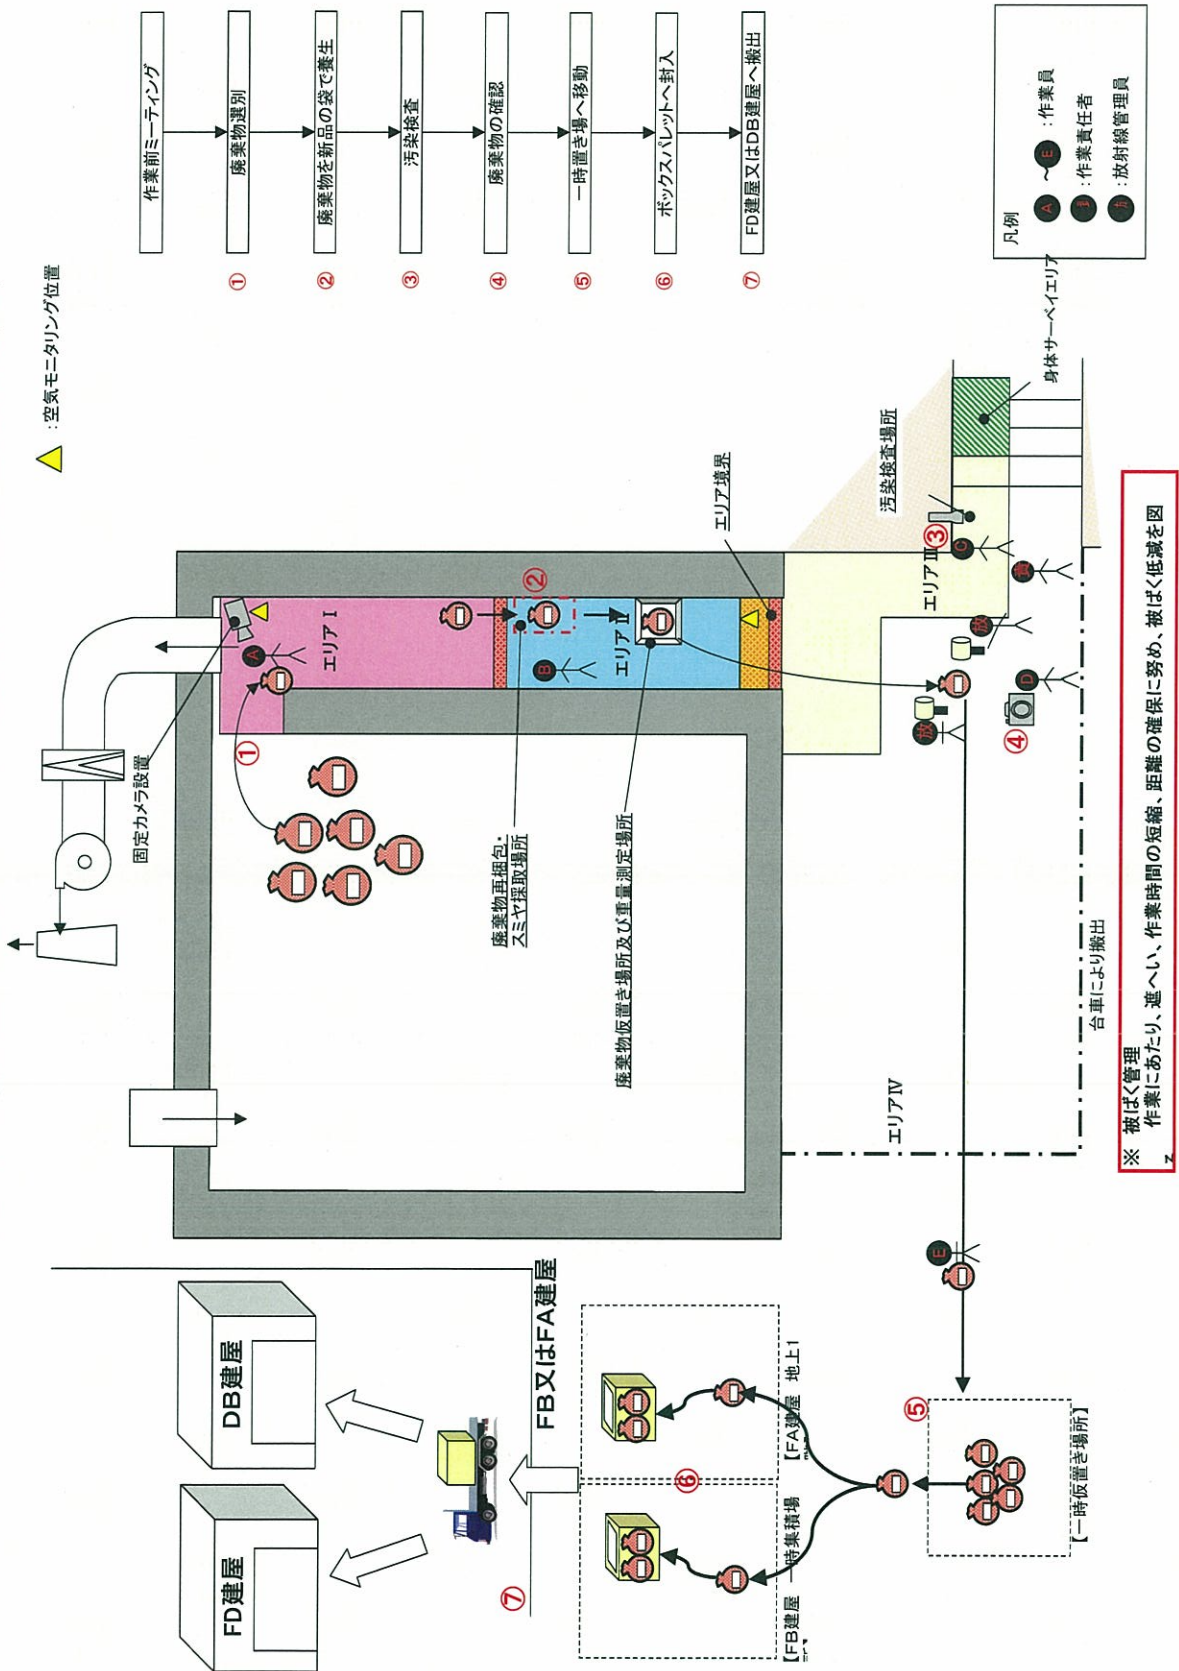 作業前ミーティング
① 廃棄物選別
② 廃棄物を新品の袋で養生
③ 汚染検査
④ 廃棄物の確認
⑤ 一時置き場へ移動
⑥ ボックスパレットへ封入
⑦ FD建屋又はDB建屋へ搬出
:空気モニタリング位置
凡例
A ～ E :作業員
責 :作業責任者
放 :放射線管理員
固定カメラ設置
①
A
エリアⅠ
②
B
エリアⅡ
廃棄物再梱包・
スミヤ採取場所
廃棄物仮置き場所及び重量測定場所
エリア境界
汚染検査場所
身体サーベイエリア
③
C
エリアⅢ
責
放
放
D
④
エリアⅣ
台車により搬出
E
⑤
【一時仮置き場所】
⑥
【FA建屋 地上1
【FB建屋 一時集積場
FB又はFA建屋
⑦
DB建屋
FD建屋
※ 被ばく管理
作業にあたり、遮へい、作業時間の短縮、距離の確保に努め、被ばく低減を図